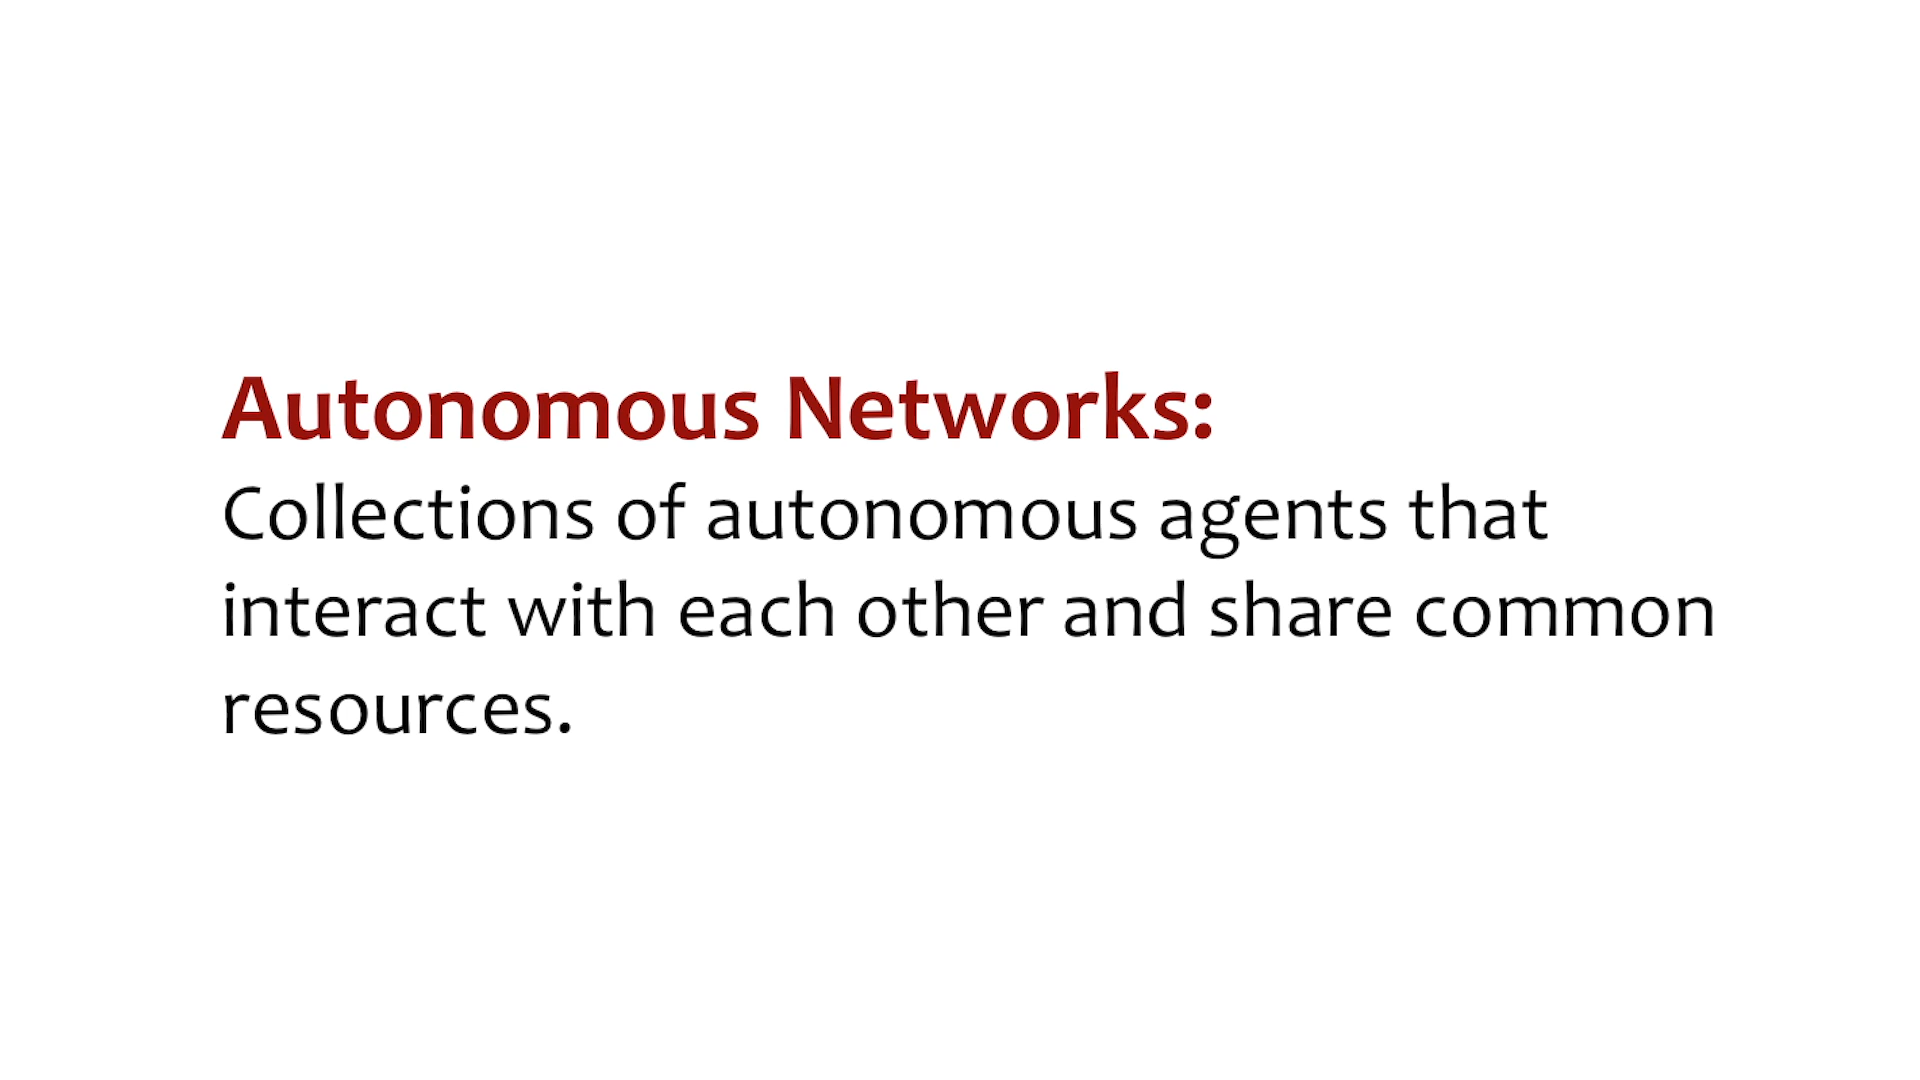 Autonomous Networks:
Collections of autonomous agents that
interact with each other and share common
resources.